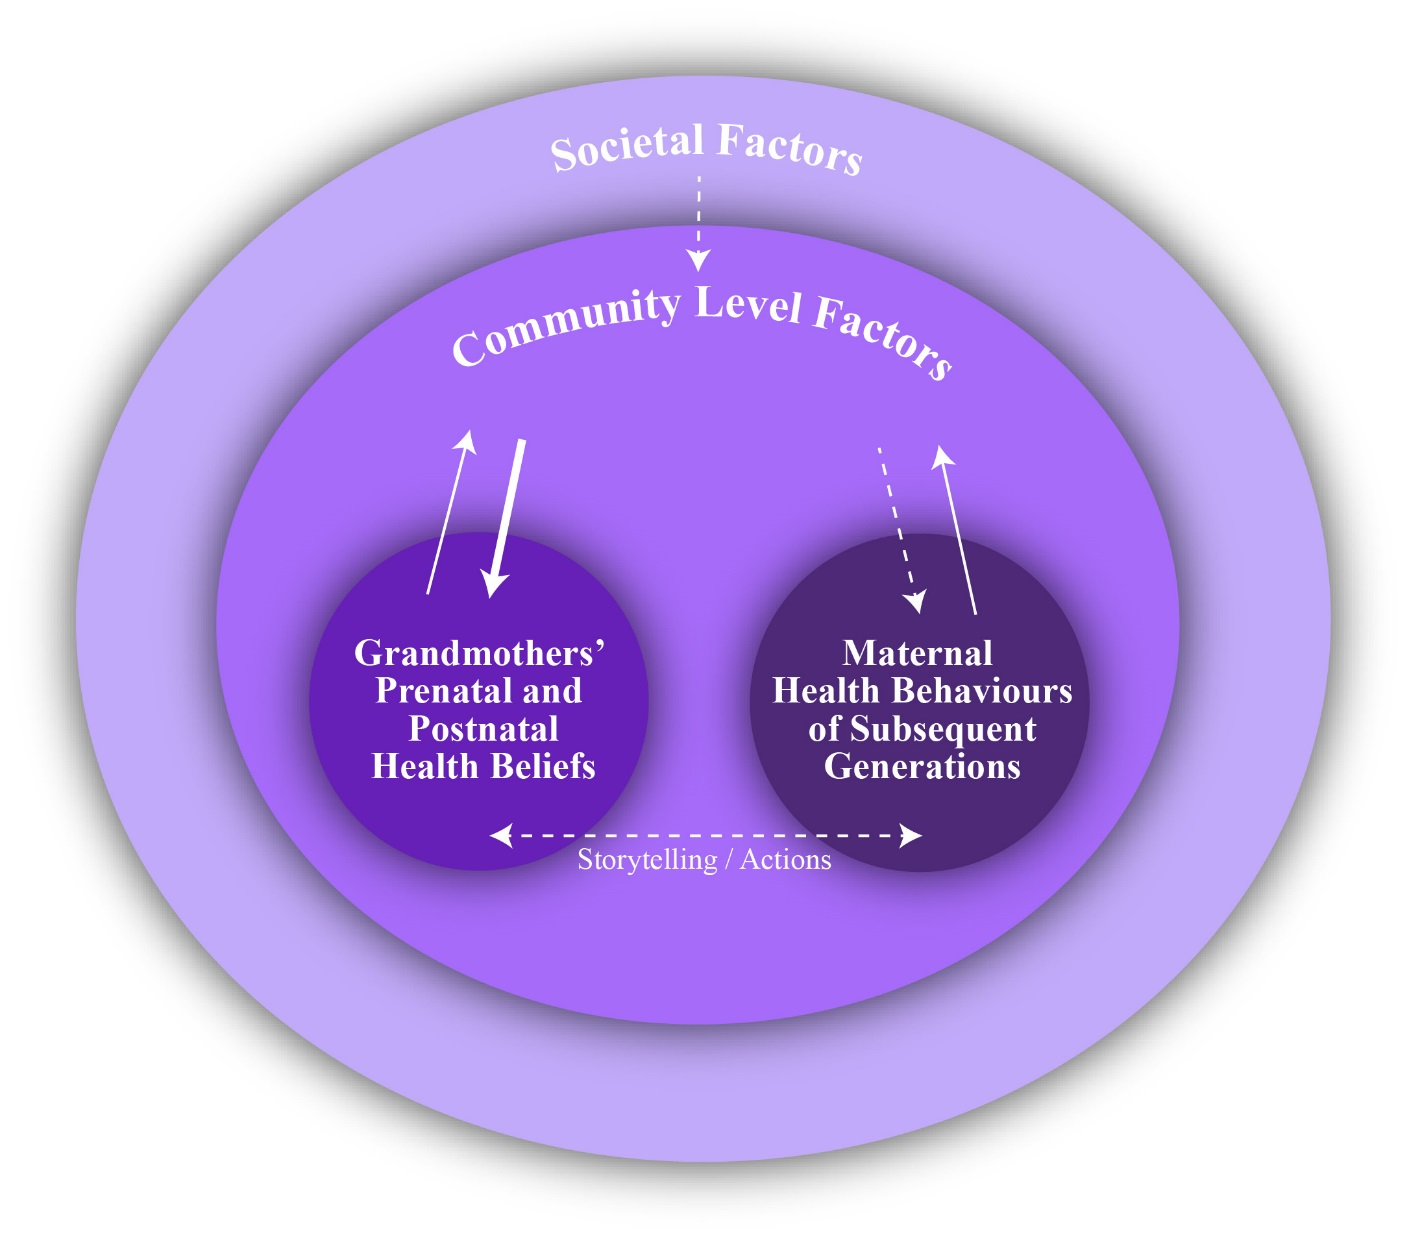 Societal Factors
Community Level Factors
Grandmothers’
Prenatal and
Postnatal
Health Beliefs
Maternal
Health Behaviours
of Subsequent
Generations
Storytelling / Actions